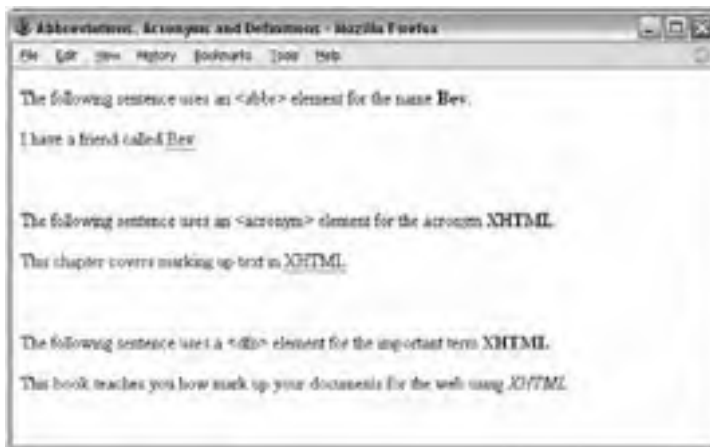 Abbreviations, Acronyms and Definitions - Mozilla Firefox
File Edit View History Bookmarks Tools Help
The following sentence uses an <abbr> element for the name Bev.
I have a friend called Bev
The following sentence uses an <acronym> element for the acronym XHTML
This chapter covers marking up text in XHTML
The following sentence uses a <dfn> element for the important term XHTML
This book teaches you how mark up your documents for the web using XHTML